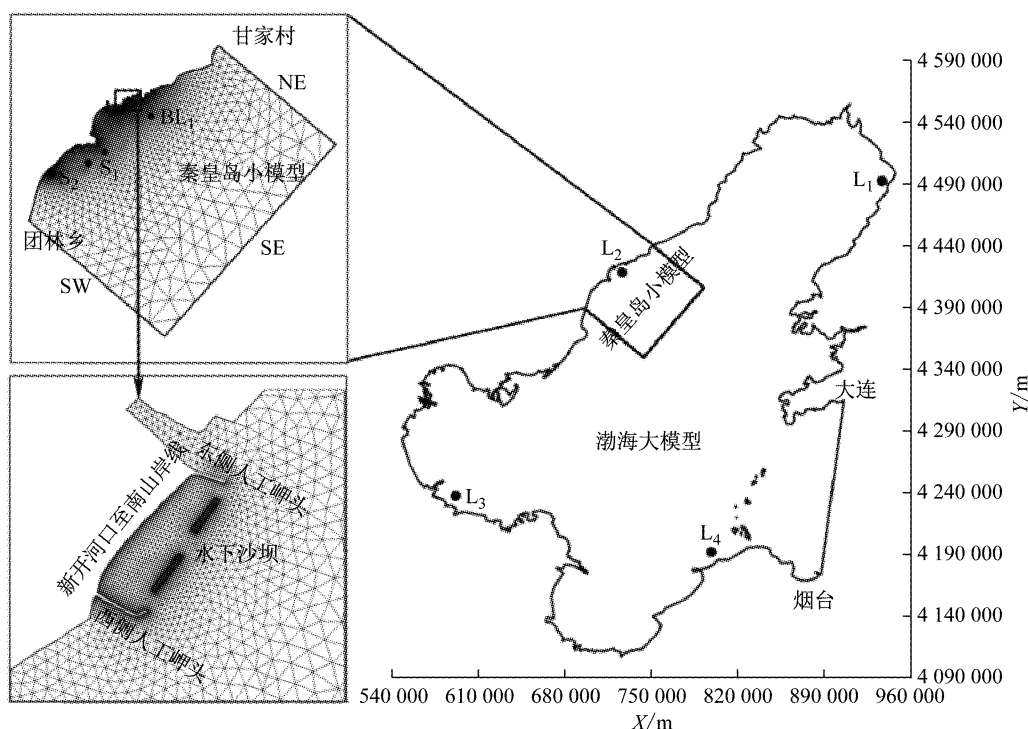 甘家村
NE
BL₁
秦皇岛小模型
S₁
S₂
团林乡
SE
SW
东侧人工岬头
新开河口至南山岸线
水下沙坝
西侧人工岬头
L₁
L₂
秦皇岛小模型
大连
渤海大模型
L₃
L₄
烟台
4 590 000
4 540 000
4 490 000
4 440 000
4 390 000
4 340 000
4 290 000
4 240 000
4 190 000
4 140 000
4 090 000
Y/m
540 000 610 000 680 000 750 000 820 000 890 000 960 000
X/m